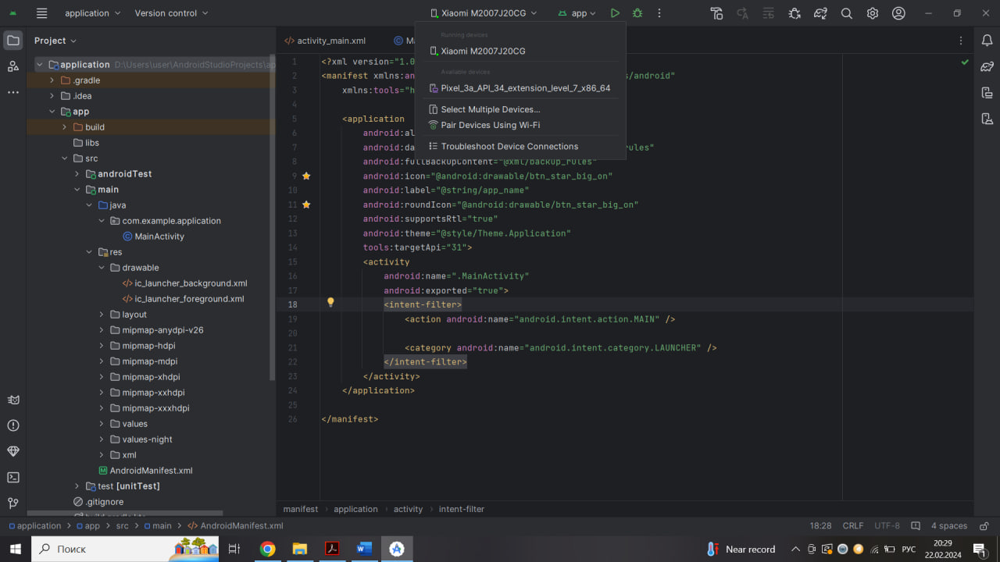 application
Version control
Xiaomi M2007J20CG
app
Running devices
Xiaomi M2007J20CG
Available devices
Pixel_3a_API_34_extension_level_7_x86_64
Select Multiple Devices...
Pair Devices Using Wi-Fi
Troubleshoot Device Connections
Project
application D:\Users\user\AndroidStudioProjects\ap
.gradle
.idea
app
build
libs
src
androidTest
main
java
com.example.application
MainActivity
res
drawable
ic_launcher_background.xml
ic_launcher_foreground.xml
layout
mipmap-anydpi-v26
mipmap-hdpi
mipmap-mdpi
mipmap-xhdpi
mipmap-xxhdpi
mipmap-xxxhdpi
values
values-night
xml
AndroidManifest.xml
test [unitTest]
.gitignore
build.gradle.kts
activity_main.xml
Ma
1 <?xml version="1.0
2 <manifest xmlns:an s/android"
3 xmlns:tools="h
4
5 <application
6 android:al
7 android:da rules"
8 android:fullBackupContent="@xml/backup_rules"
9 android:icon="@android:drawable/btn_star_big_on"
10 android:label="@string/app_name"
11 android:roundIcon="@android:drawable/btn_star_big_on"
12 android:supportsRtl="true"
13 android:theme="@style/Theme.Application"
14 tools:targetApi="31">
15 <activity
16 android:name=".MainActivity"
17 android:exported="true">
18 <intent-filter>
19 <action android:name="android.intent.action.MAIN" />
20
21 <category android:name="android.intent.category.LAUNCHER" />
22 </intent-filter>
23 </activity>
24 </application>
25
26 </manifest>
manifest application activity intent-filter
application app src main AndroidManifest.xml
18:28 CRLF UTF-8 4 spaces
Поиск
Near record
РУС
20:29
22.02.2024
1